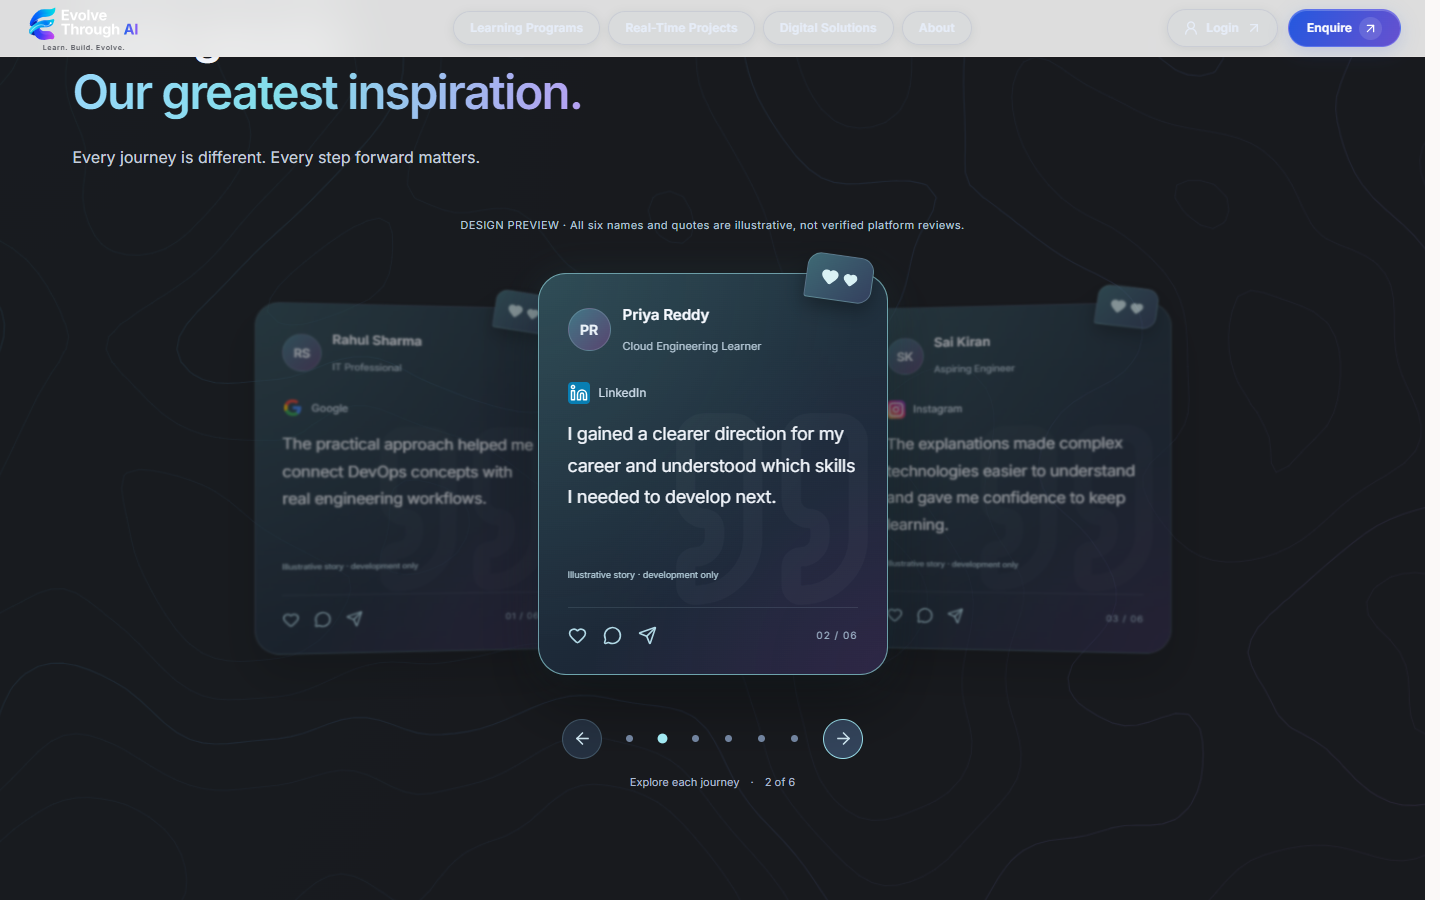 Evolve
Through AI
Learn. Build. Evolve.
Learning Programs
Real-Time Projects
Digital Solutions
About
Login
Enquire
Our greatest inspiration.
Every journey is different. Every step forward matters.
DESIGN PREVIEW · All six names and quotes are illustrative, not verified platform reviews.
RS
Rahul Sharma
IT Professional
Google
The practical approach helped me
connect DevOps concepts with
real engineering workflows.
Illustrative story · development only
01 / 06
PR
Priya Reddy
Cloud Engineering Learner
LinkedIn
I gained a clearer direction for my
career and understood which skills
I needed to develop next.
Illustrative story · development only
02 / 06
SK
Sai Kiran
Aspiring Engineer
Instagram
The explanations made complex
technologies easier to understand
and gave me confidence to keep
learning.
Illustrative story · development only
03 / 06
Explore each journey · 2 of 6